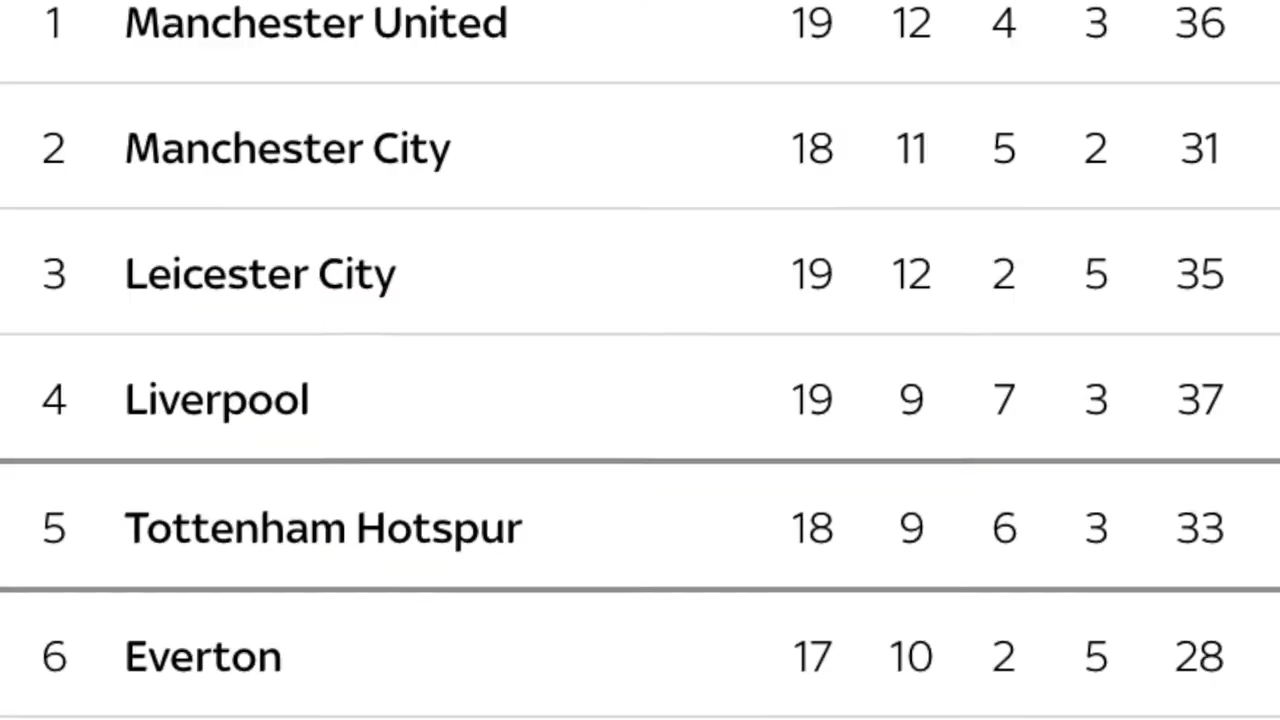 1 Manchester United 19 12 4 3 36
2 Manchester City 18 11 5 2 31
3 Leicester City 19 12 2 5 35
4 Liverpool 19 9 7 3 37
5 Tottenham Hotspur 18 9 6 3 33
6 Everton 17 10 2 5 28